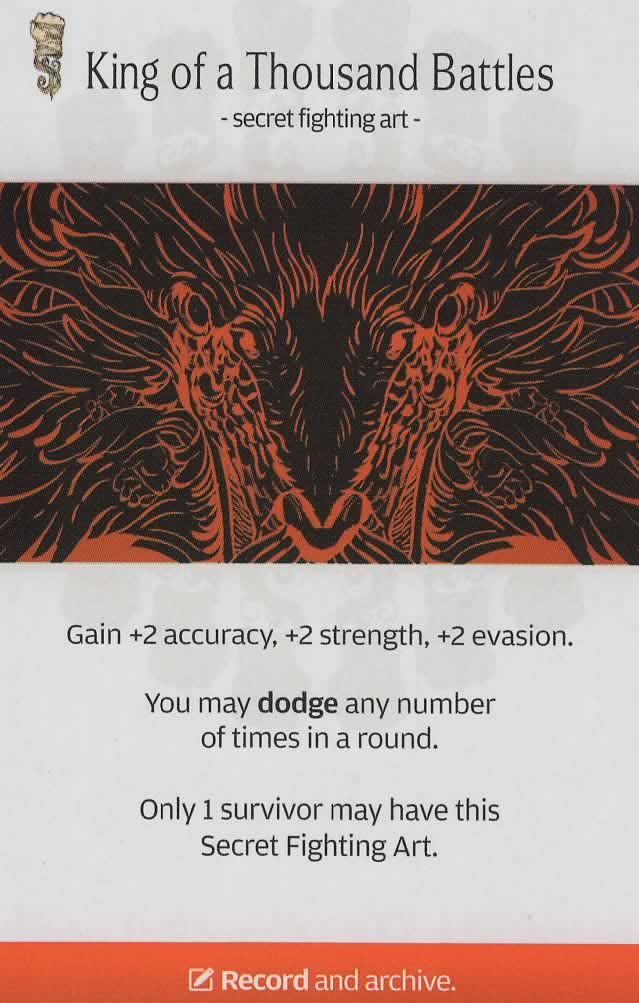 King of a Thousand Battles
- secret fighting art -
Gain +2 accuracy, +2 strength, +2 evasion.
You may dodge any number
of times in a round.
Only 1 survivor may have this
Secret Fighting Art.
Record and archive.